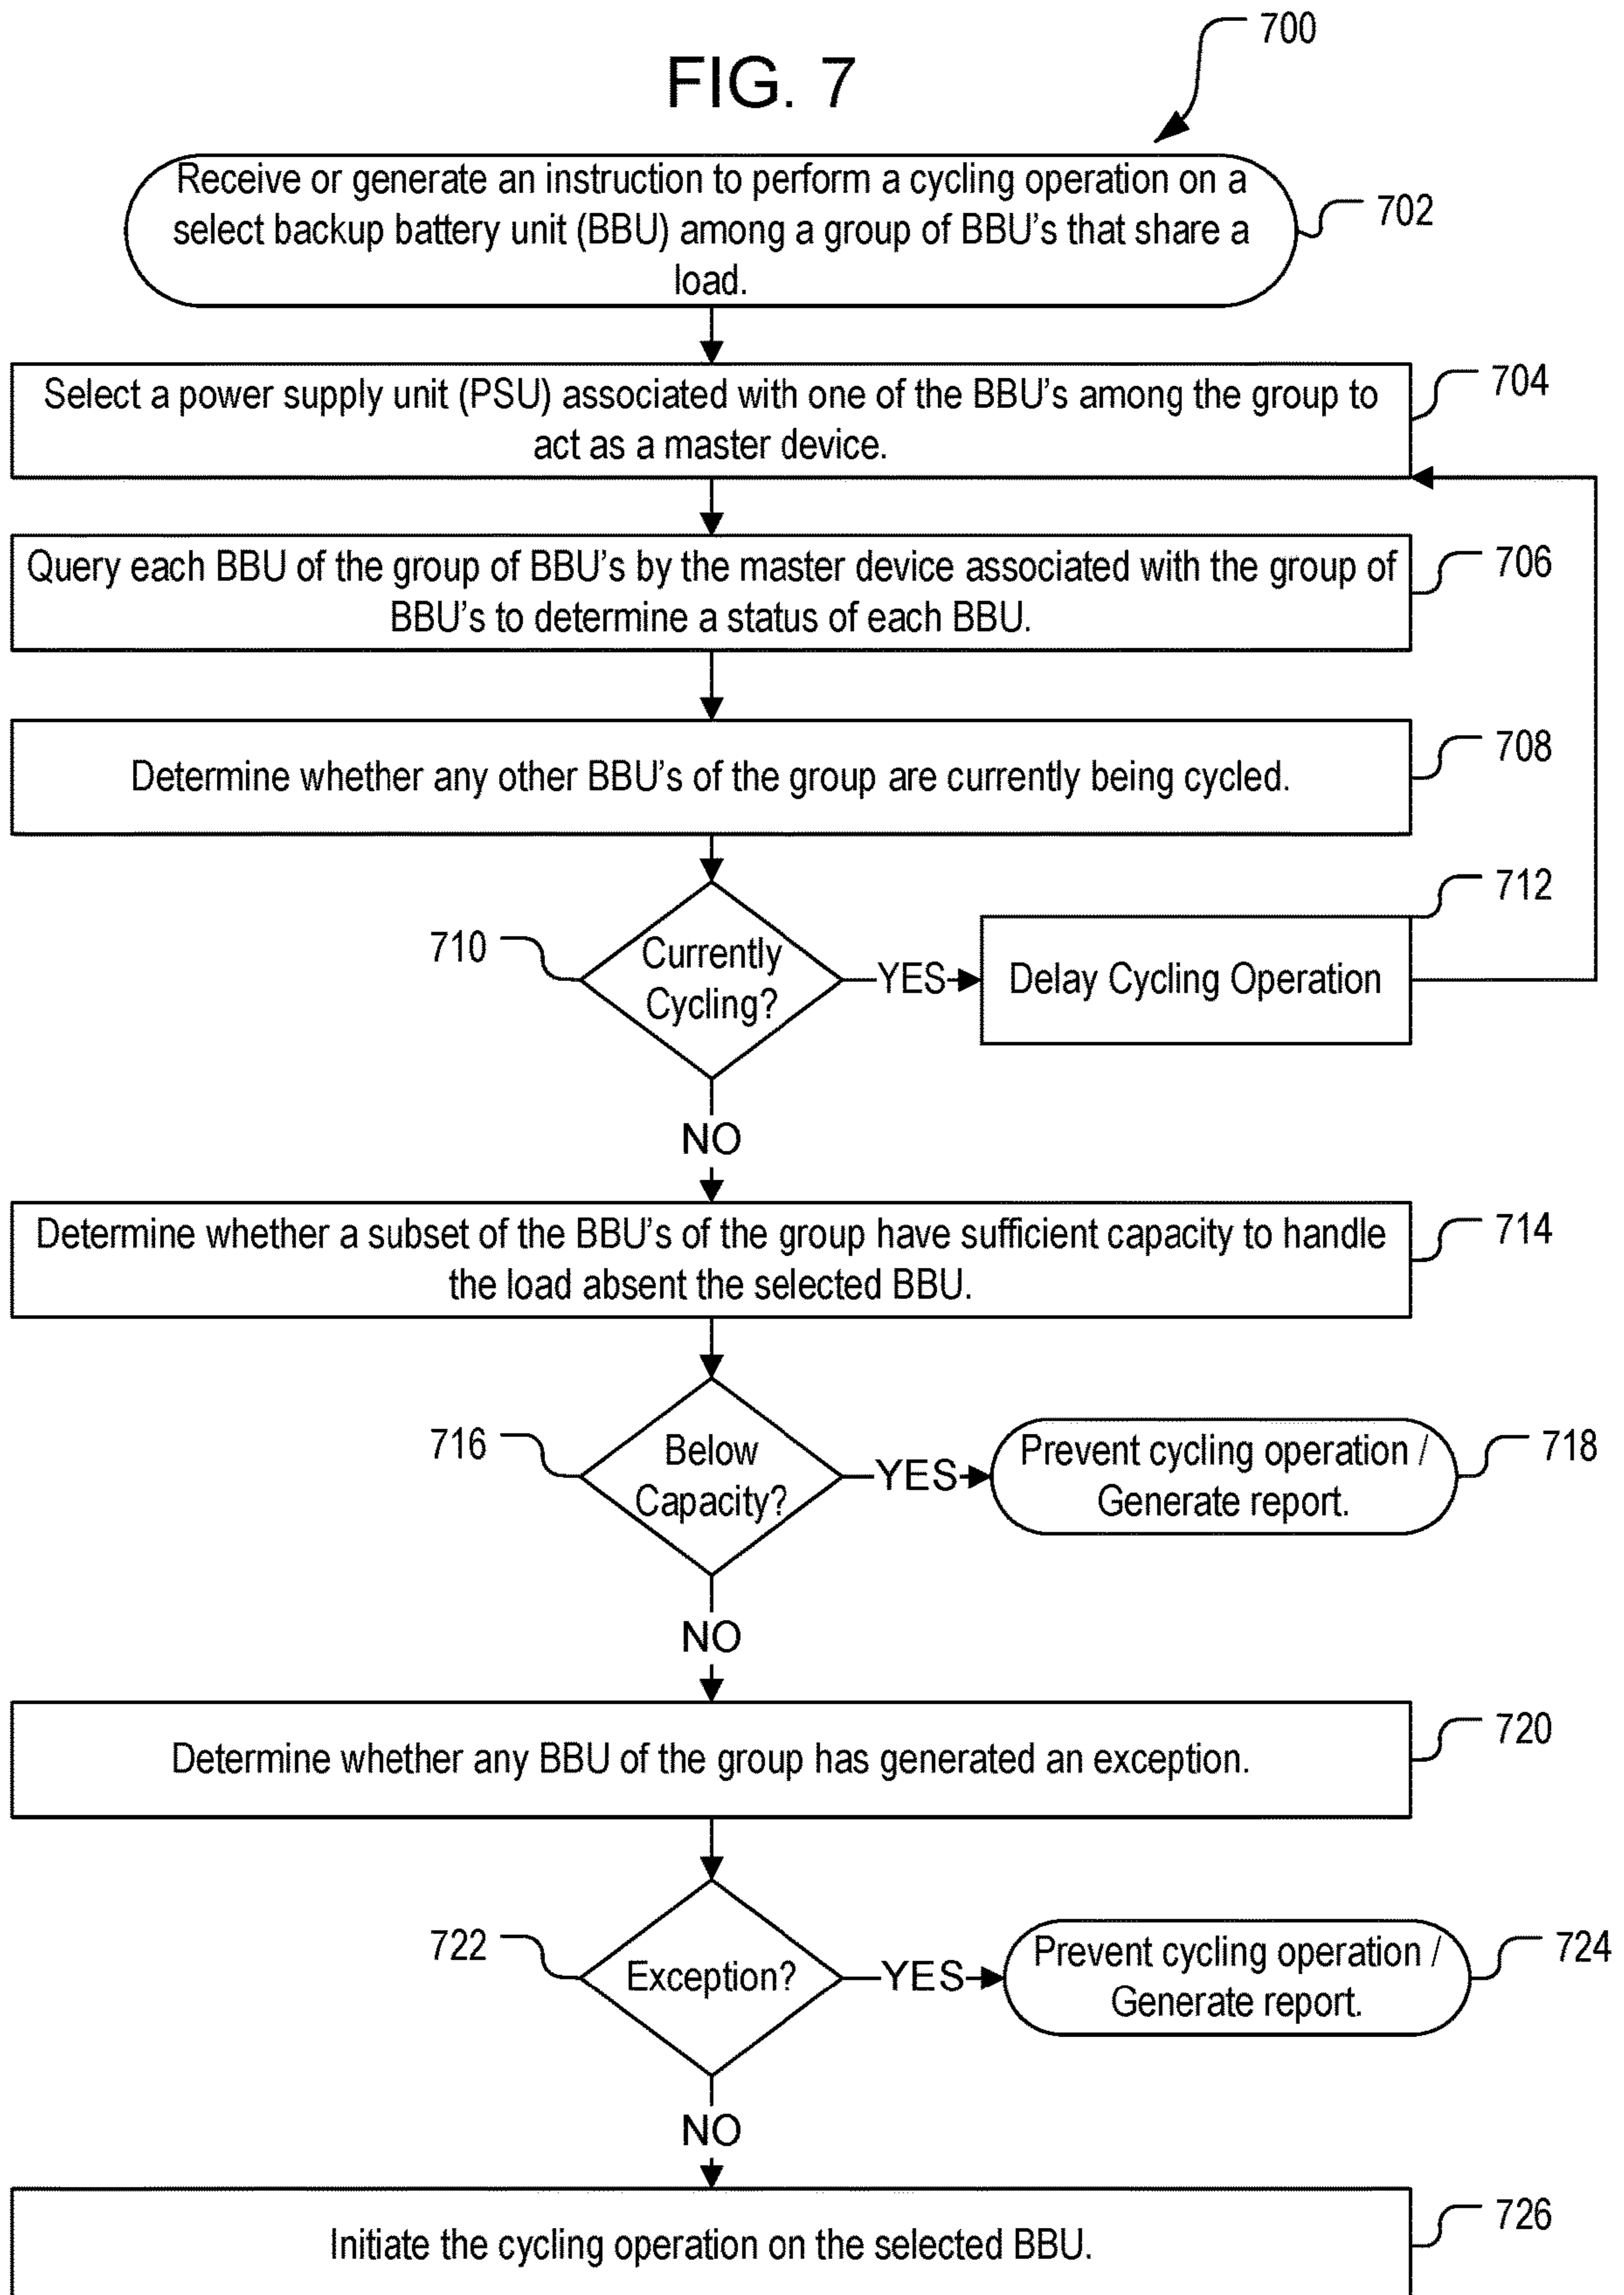 700
FIG. 7
Receive or generate an instruction to perform a cycling operation on a
select backup battery unit (BBU) among a group of BBU's that share a
load.
702
Select a power supply unit (PSU) associated with one of the BBU's among the group to
act as a master device.
704
Query each BBU of the group of BBU's by the master device associated with the group of
BBU's to determine a status of each BBU.
706
Determine whether any other BBU's of the group are currently being cycled.
708
710
Currently
Cycling?
YES
Delay Cycling Operation
712
NO
Determine whether a subset of the BBU's of the group have sufficient capacity to handle
the load absent the selected BBU.
714
716
Below
Capacity?
YES
Prevent cycling operation /
Generate report.
718
NO
Determine whether any BBU of the group has generated an exception.
720
722
Exception?
YES
Prevent cycling operation /
Generate report.
724
NO
Initiate the cycling operation on the selected BBU.
726